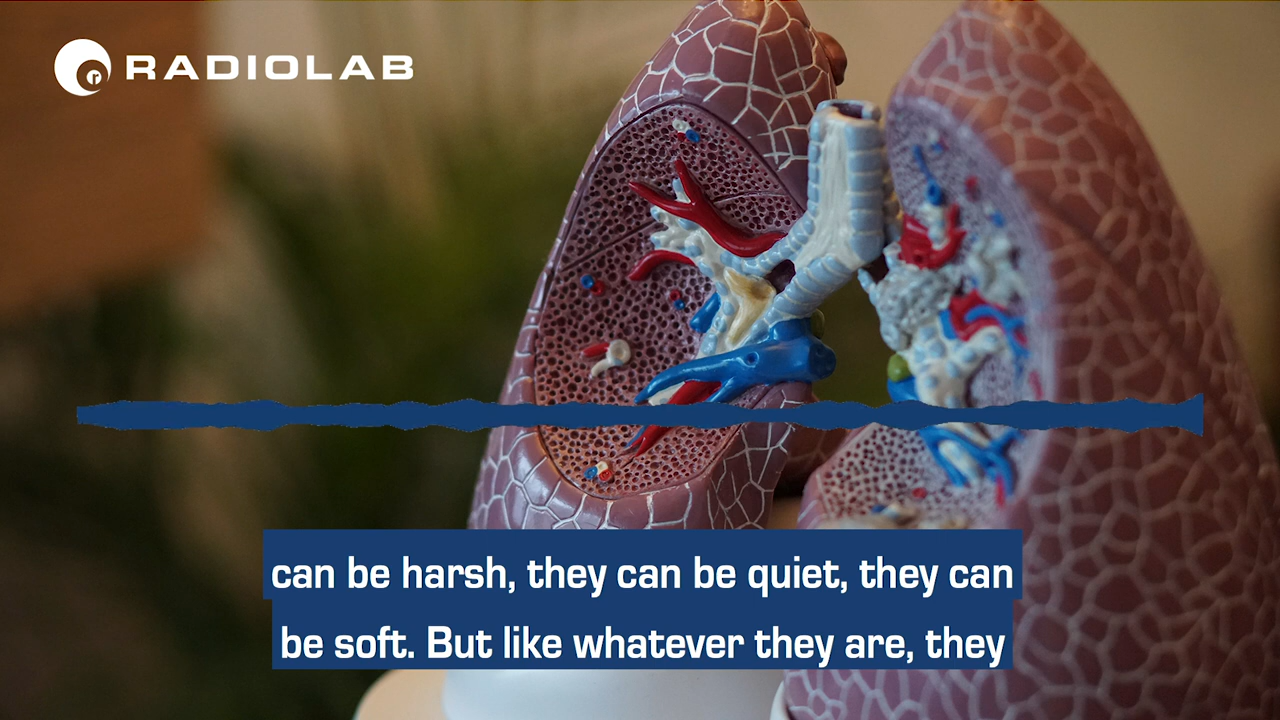 RADIOLAB
can be harsh, they can be quiet, they can
be soft. But like whatever they are, they